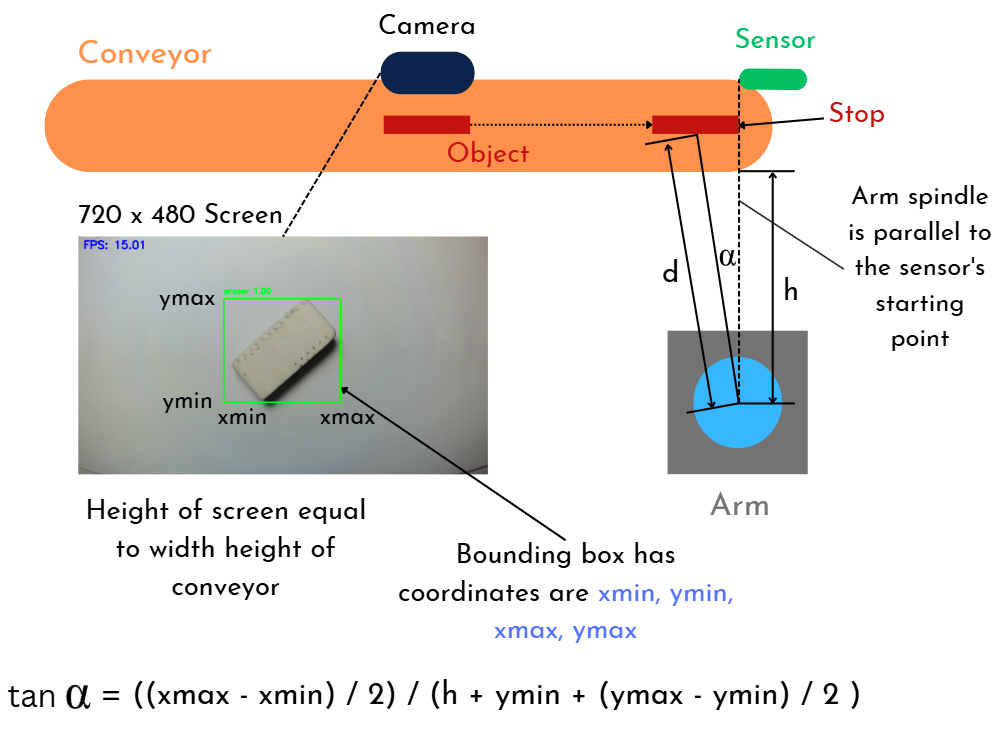 Camera
Conveyor
Sensor
Stop
Object
720 x 480 Screen
FPS: 15.01
eraser 1.00
ymax
ymin
xmin
xmax
d
α
h
Arm spindle
is parallel to
the sensor's
starting
point
Arm
Height of screen equal
to width height of
conveyor
Bounding box has
coordinates are xmin, ymin,
xmax, ymax
tan α = ((xmax - xmin) / 2) / (h + ymin + (ymax - ymin) / 2 )